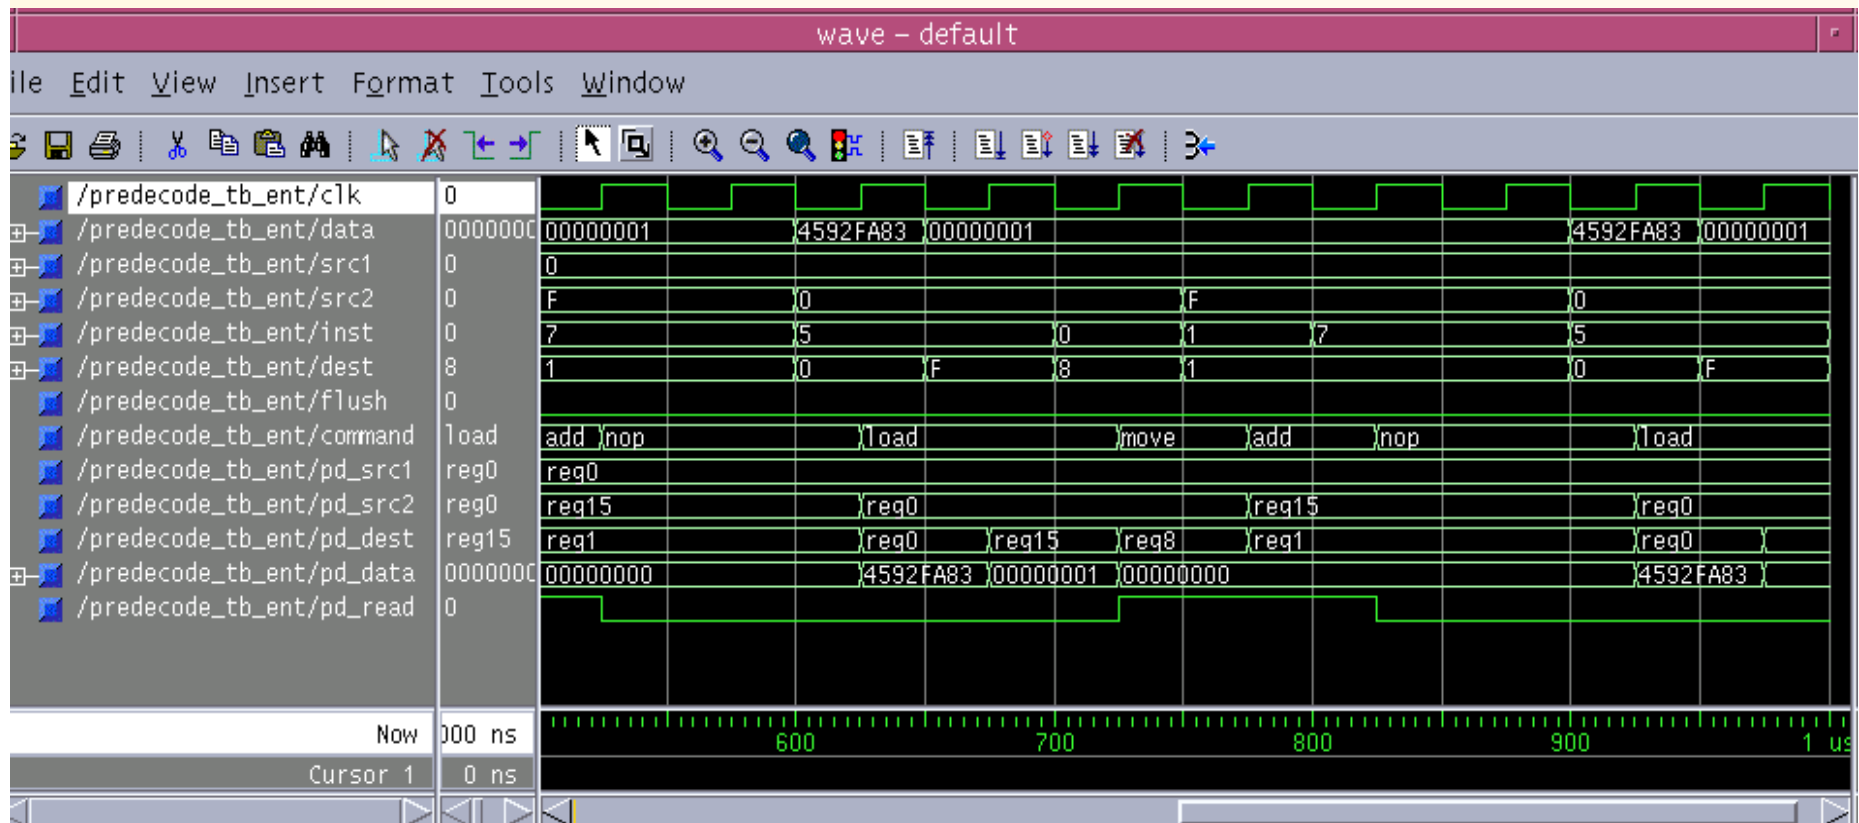 wave – default
ile Edit View Insert Format Tools Window
/predecode_tb_ent/clk 0
/predecode_tb_ent/data 0000000 00000001 4592FA83 00000001 4592FA83 00000001
/predecode_tb_ent/src1 0 0
/predecode_tb_ent/src2 0 F 0 F 0
/predecode_tb_ent/inst 0 7 5 0 1 7 5
/predecode_tb_ent/dest 8 1 0 F 8 1 0 F
/predecode_tb_ent/flush 0
/predecode_tb_ent/command load add nop load move add nop load
/predecode_tb_ent/pd_src1 reg0 reg0
/predecode_tb_ent/pd_src2 reg0 reg15 reg0 reg15 reg0
/predecode_tb_ent/pd_dest reg15 reg1 reg0 reg15 reg8 reg1 reg0
/predecode_tb_ent/pd_data 0000000 00000000 4592FA83 00000001 00000000 4592FA83
/predecode_tb_ent/pd_read 0
Now 000 ns 600 700 800 900 1 us
Cursor 1 0 ns